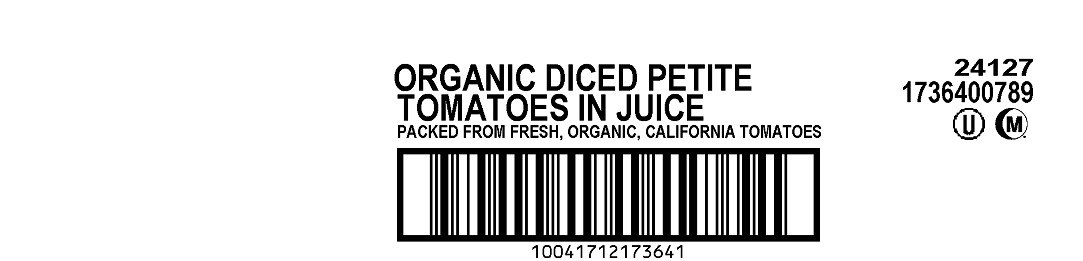 ORGANIC DICED PETITE
TOMATOES IN JUICE
PACKED FROM FRESH, ORGANIC, CALIFORNIA TOMATOES
10041712173641
24127
1736400789
U M